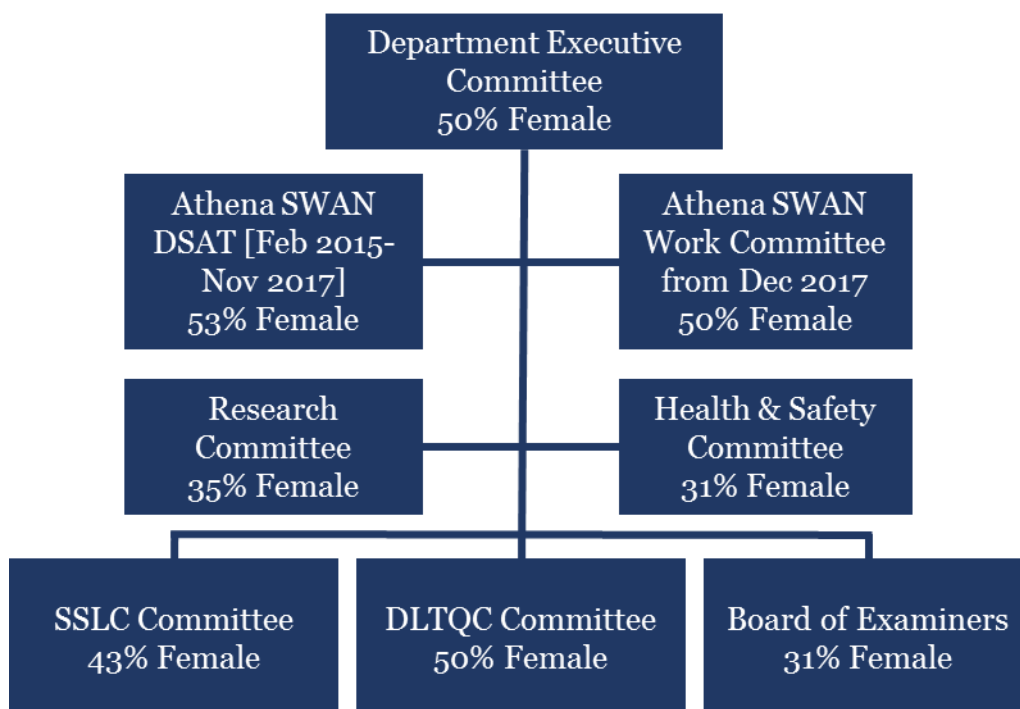 Department Executive
Committee
50% Female
Athena SWAN
DSAT [Feb 2015-
Nov 2017]
53% Female
Athena SWAN
Work Committee
from Dec 2017
50% Female
Research
Committee
35% Female
Health & Safety
Committee
31% Female
SSLC Committee
43% Female
DLTQC Committee
50% Female
Board of Examiners
31% Female